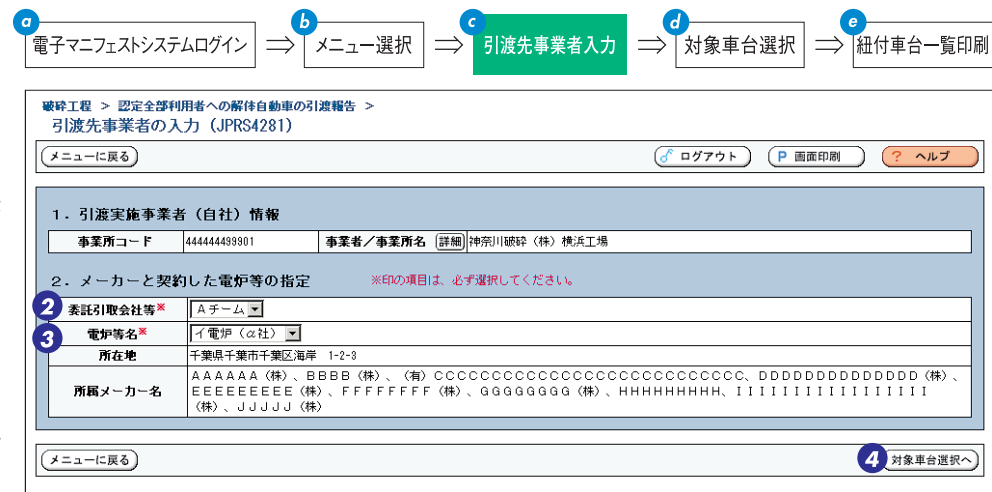 a b c d e
電子マニフェストシステムログイン ⇒ メニュー選択 ⇒ 引渡先事業者入力 ⇒ 対象車台選択 ⇒ 紐付車台一覧印刷
破砕工程 > 認定全部利用者への解体自動車の引渡報告 >
引渡先事業者の入力（JPRS4281）
メニューに戻る ログアウト P 画面印刷 ? ヘルプ
1．引渡実施事業者（自社）情報
事業所コード 444444499901 事業者／事業所名 詳細 神奈川破砕（株）横浜工場
2．メーカーと契約した電炉等の指定 ※印の項目は、必ず選択してください。
2 委託引取会社等※ Ａチーム
3 電炉等名※ イ電炉（α社）
所在地 千葉県千葉市千葉区海岸 1-2-3
所属メーカー名
ＡＡＡＡＡＡ（株）、ＢＢＢＢ（株）、（有）ＣＣＣＣＣＣＣＣＣＣＣＣＣＣＣＣＣＣＣＣＣＣＣＣＣＣＣ、ＤＤＤＤＤＤＤＤＤＤＤＤＤＤ（株）、
ＥＥＥＥＥＥＥＥＥ（株）、ＦＦＦＦＦＦＦＦ（株）、ＧＧＧＧＧＧＧＧ（株）、ＨＨＨＨＨＨＨＨＨ、ＩＩＩＩＩＩＩＩＩＩＩＩＩＩＩＩＩ
（株）、ＪＪＪＪＪ（株）
メニューに戻る 4 対象車台選択へ